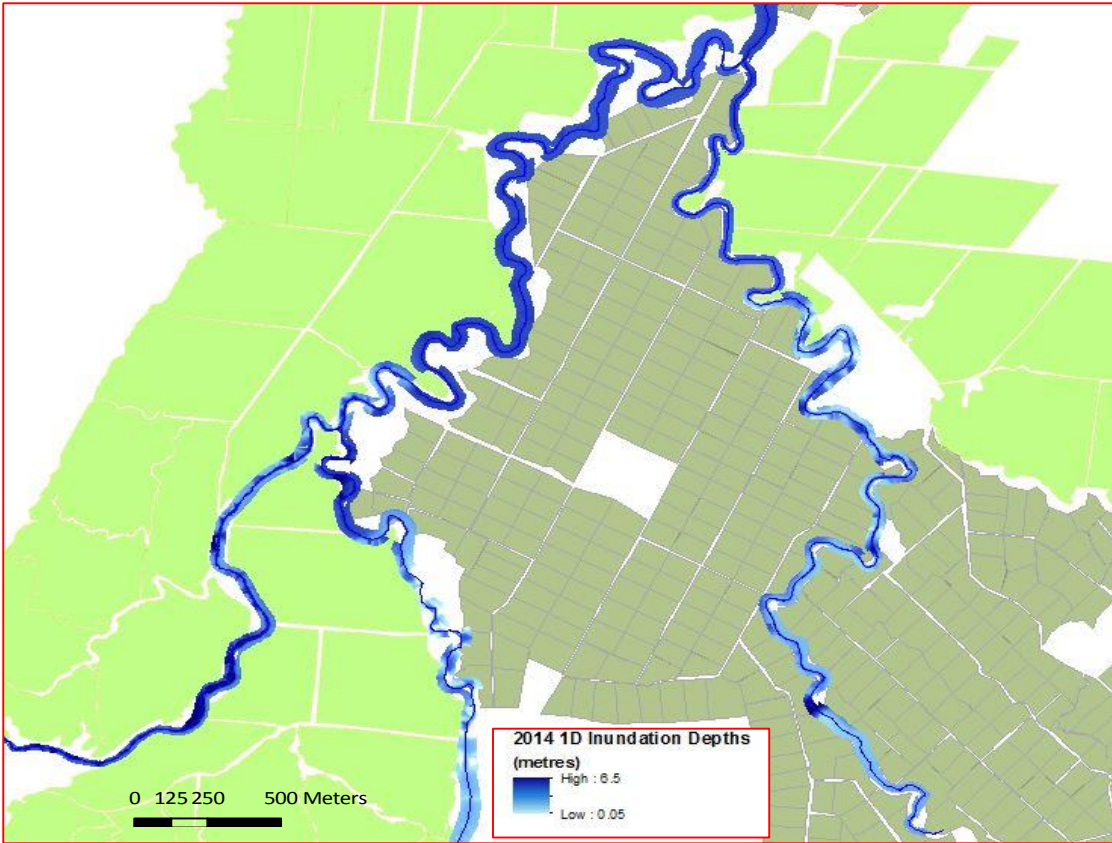 2014 1D Inundation Depths
(metres)
High : 6.5
Low : 0.05
0 125 250 500 Meters